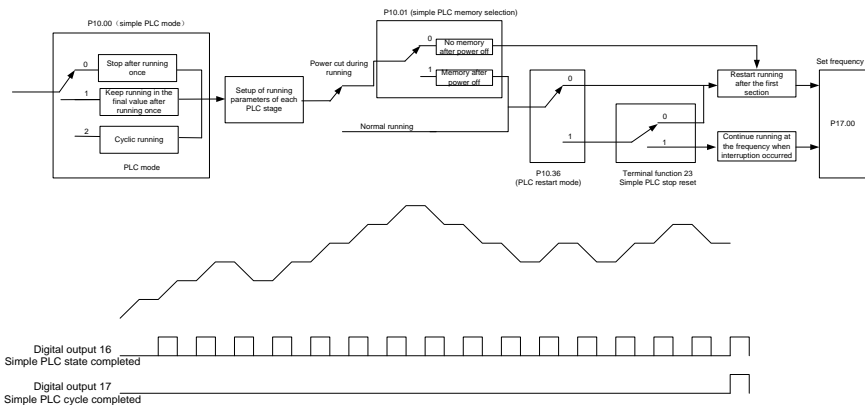 P10.00（simple PLC mode）
0
Stop after running
once
1
Keep running in the
final value after
running once
2
Cyclic running
PLC mode
Setup of running
parameters of each
PLC stage
Power cut during
running
Normal running
P10.01 (simple PLC memory selection)
0
No memory
after power off
1
Memory after
power off
0
1
P10.36
(PLC restart mode)
0
1
Terminal function 23
Simple PLC stop reset
Restart running
after the first
section
Continue running at
the frequency when
interruption occurred
Set frequency
P17.00
Digital output 16
Simple PLC state completed
Digital output 17
Simple PLC cycle completed